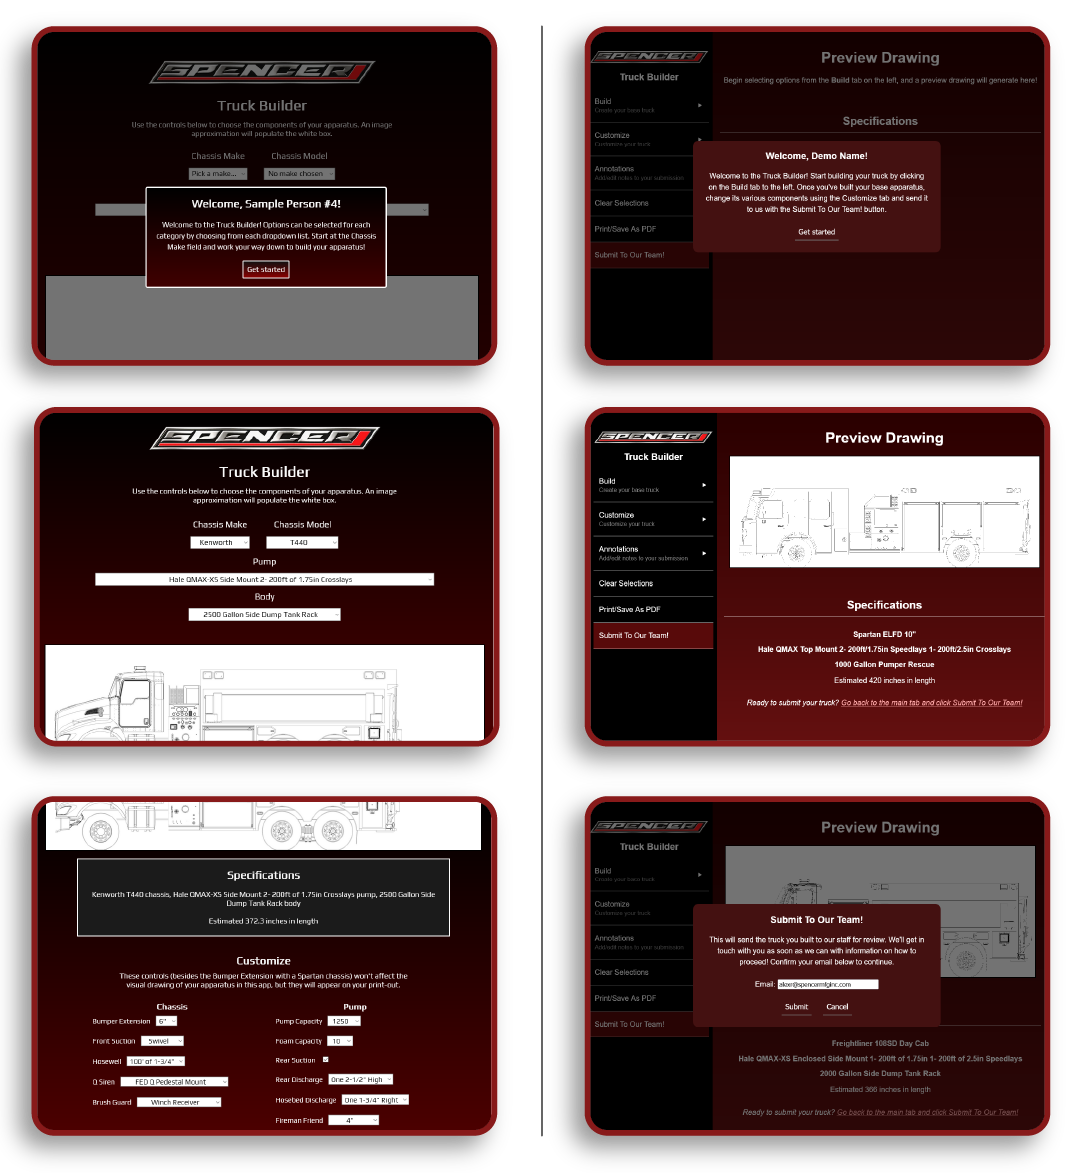 SPENCER
Truck Builder
Use the controls below to choose the components of your apparatus. An image
approximation will populate the white box.
Chassis Make Chassis Model
Pick a make... No make chosen
Welcome, Sample Person #4!
Welcome to the Truck Builder! Options can be selected for each
category by choosing from each dropdown list. Start at the Chassis
Make field and work your way down to build your apparatus!
Get started
SPENCER
Truck Builder
Use the controls below to choose the components of your apparatus. An image
approximation will populate the white box.
Chassis Make Chassis Model
Kenworth T440
Pump
Hale QMAX-XS Side Mount 2- 200ft of 1.75in Crosslays
Body
2500 Gallon Side Dump Tank Rack
Specifications
Kenworth T440 chassis, Hale QMAX-XS Side Mount 2- 200ft of 1.75in Crosslays pump, 2500 Gallon Side
Dump Tank Rack body
Estimated 372.3 inches in length
Customize
These controls (besides the Bumper Extension with a Spartan chassis) won't affect the
visual drawing of your apparatus in this app, but they will appear on your print-out.
Chassis
Bumper Extension 6"
Front Suction Swivel
Hosewell 100' of 1-3/4"
Q Siren FED Q Pedestal Mount
Brush Guard Winch Receiver
Pump
Pump Capacity 1250
Foam Capacity 10
Rear Suction
Rear Discharge One 2-1/2" High
Hosebed Discharge One 1-3/4" Right
Fireman Friend 4"
SPENCER
Truck Builder
Build
Create your base truck
Customize
Customize your truck
Annotations
Add/edit notes to your submission
Clear Selections
Print/Save As PDF
Submit To Our Team!
Preview Drawing
Begin selecting options from the Build tab on the left, and a preview drawing will generate here!
Specifications
Welcome, Demo Name!
Welcome to the Truck Builder! Start building your truck by clicking
on the Build tab to the left. Once you've built your base apparatus,
change its various components using the Customize tab and send it
to us with the Submit To Our Team! button.
Get started
SPENCER
Truck Builder
Build
Create your base truck
Customize
Customize your truck
Annotations
Add/edit notes to your submission
Clear Selections
Print/Save As PDF
Submit To Our Team!
Preview Drawing
Specifications
Spartan ELFD 10"
Hale QMAX Top Mount 2- 200ft/1.75in Speedlays 1- 200ft/2.5in Crosslays
1000 Gallon Pumper Rescue
Estimated 420 inches in length
Ready to submit your truck? Go back to the main tab and click Submit To Our Team!
SPENCER
Truck Builder
Build
Create your base truck
Customize
Customize your truck
Annotations
Add/edit notes to your submission
Clear Selections
Print/Save As PDF
Submit To Our Team!
Preview Drawing
Submit To Our Team!
This will send the truck you built to our staff for review. We'll get in
touch with you as soon as we can with information on how to
proceed! Confirm your email below to continue.
Email:
Submit Cancel
Freightliner 108SD Day Cab
Hale QMAX-XS Enclosed Side Mount 1- 200ft of 1.75in 1- 200ft of 2.5in Speedlays
2000 Gallon Side Dump Tank Rack
Estimated 366 inches in length
Ready to submit your truck? Go back to the main tab and click Submit To Our Team!